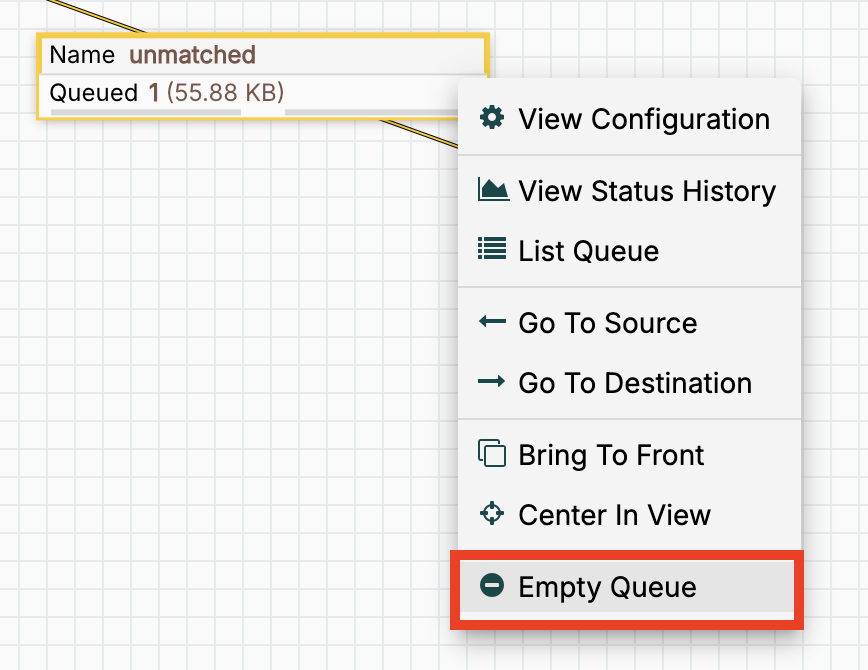 Name unmatched
Queued 1 (55.88 KB)
View Configuration
View Status History
List Queue
Go To Source
Go To Destination
Bring To Front
Center In View
Empty Queue